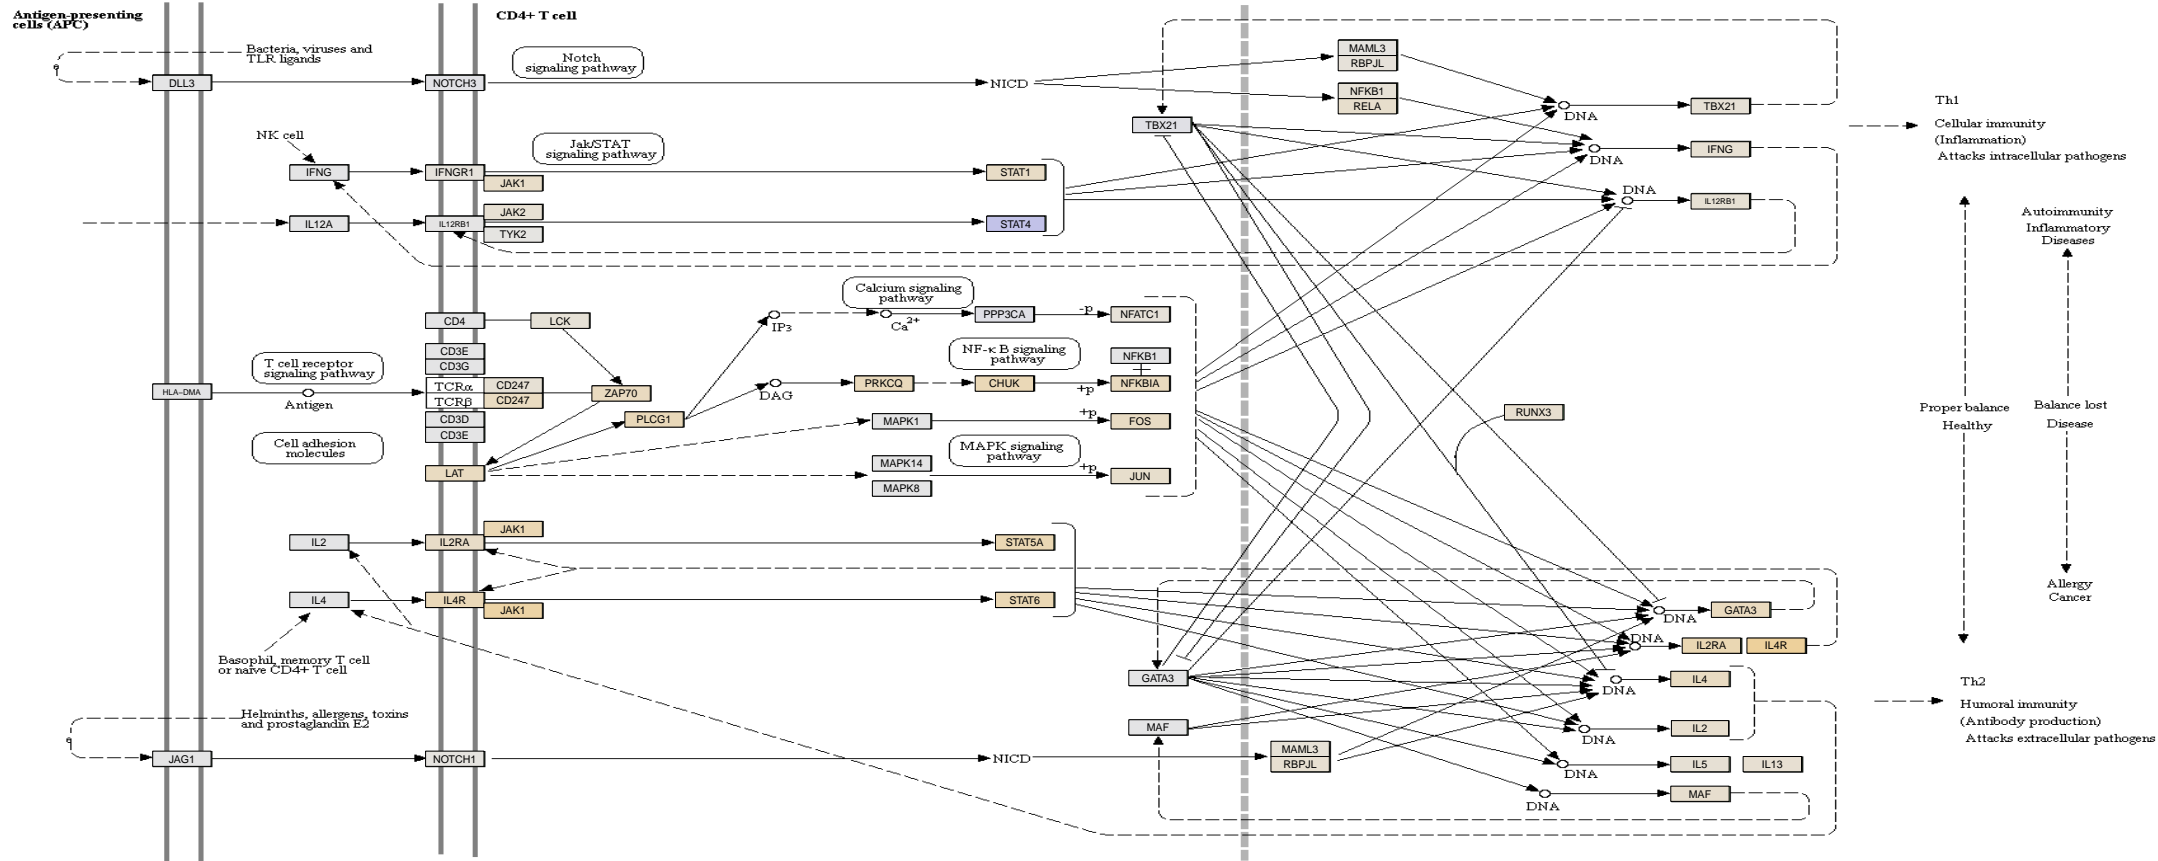 Antigen-presenting
cells (APC)
CD4+ T cell
Bacteria, viruses and
TLR ligands
Notch
signaling pathway
DLL3
NOTCH3
NICD
MAML3
RBPJL
NFKB1
RELA
DNA
TBX21
TBX21
Th1
Cellular immunity
(Inflammation)
Attacks intracellular pathogens
NK cell
Jak/STAT
signaling pathway
IFNG
IFNGR1
JAK1
STAT1
DNA
IFNG
IL12A
IL12RB1
JAK2
TYK2
STAT4
DNA
IL12RB1
Autoimmunity
Inflammatory
Diseases
Calcium signaling
pathway
CD4
LCK
IP3
Ca2+
PPP3CA
-p
NFATC1
CD3E
CD3G
T cell receptor
signaling pathway
NF-κ B signaling
pathway
NFKB1
HLA-DMA
Antigen
TCRα
CD247
TCRβ
CD247
ZAP70
DAG
PRKCQ
CHUK
+p
NFKBIA
CD3D
CD3E
PLCG1
MAPK1
+p
FOS
RUNX3
Proper balance
Healthy
Balance lost
Disease
Cell adhesion
molecules
MAPK signaling
pathway
LAT
MAPK14
MAPK8
+p
JUN
IL2
IL2RA
JAK1
STAT5A
IL4
IL4R
JAK1
STAT6
Allergy
Cancer
DNA
GATA3
Basophil, memory T cell
or naive CD4+ T cell
DNA
IL2RA
IL4R
GATA3
DNA
IL4
Th2
Humoral immunity
(Antibody production)
Attacks extracellular pathogens
Helminths, allergens, toxins
and prostaglandin E2
MAF
DNA
IL2
JAG1
NOTCH1
NICD
MAML3
RBPJL
DNA
IL5
IL13
DNA
MAF